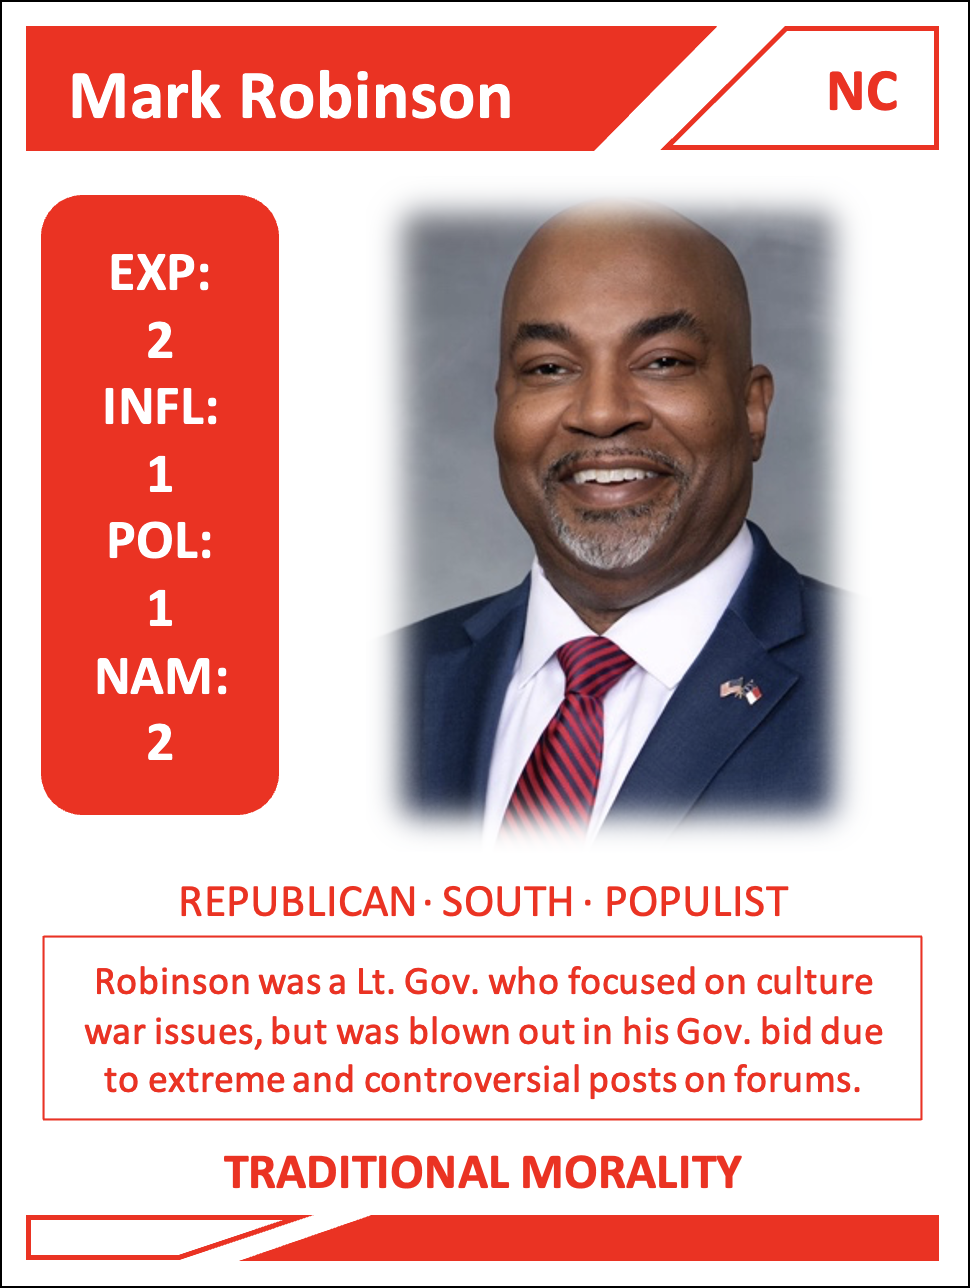 Mark Robinson
NC
EXP:
2
INFL:
1
POL:
1
NAM:
2
REPUBLICAN · SOUTH · POPULIST
Robinson was a Lt. Gov. who focused on culture
war issues, but was blown out in his Gov. bid due
to extreme and controversial posts on forums.
TRADITIONAL MORALITY